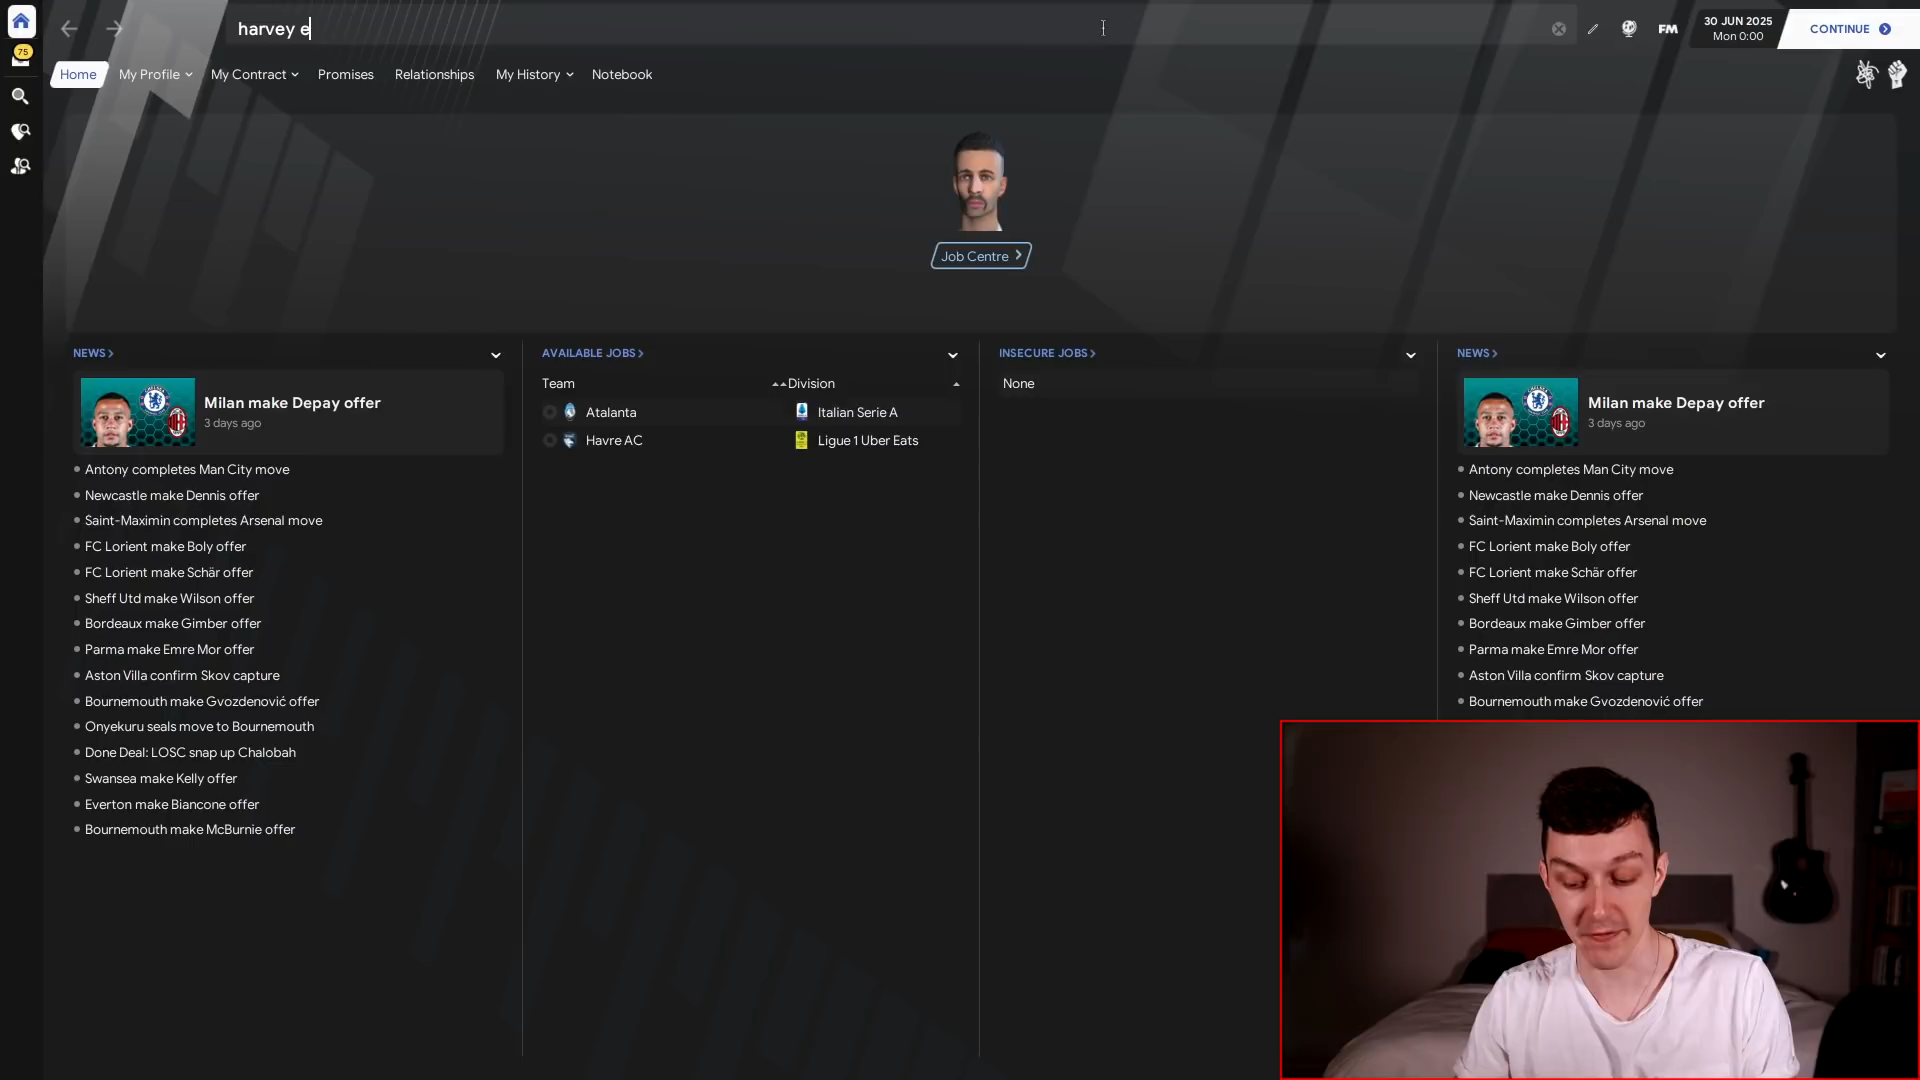 harvey e
FM
30 JUN 2025
Mon 0:00
CONTINUE
75
Home
My Profile
My Contract
Promises
Relationships
My History
Notebook
Job Centre
NEWS
Milan make Depay offer
3 days ago
Antony completes Man City move
Newcastle make Dennis offer
Saint-Maximin completes Arsenal move
FC Lorient make Boly offer
FC Lorient make Schär offer
Sheff Utd make Wilson offer
Bordeaux make Gimber offer
Parma make Emre Mor offer
Aston Villa confirm Skov capture
Bournemouth make Gvozdenović offer
Onyekuru seals move to Bournemouth
Done Deal: LOSC snap up Chalobah
Swansea make Kelly offer
Everton make Biancone offer
Bournemouth make McBurnie offer
AVAILABLE JOBS
Team Division
Atalanta Italian Serie A
Havre AC Ligue 1 Uber Eats
INSECURE JOBS
None
NEWS
Milan make Depay offer
3 days ago
Antony completes Man City move
Newcastle make Dennis offer
Saint-Maximin completes Arsenal move
FC Lorient make Boly offer
FC Lorient make Schär offer
Sheff Utd make Wilson offer
Bordeaux make Gimber offer
Parma make Emre Mor offer
Aston Villa confirm Skov capture
Bournemouth make Gvozdenović offer